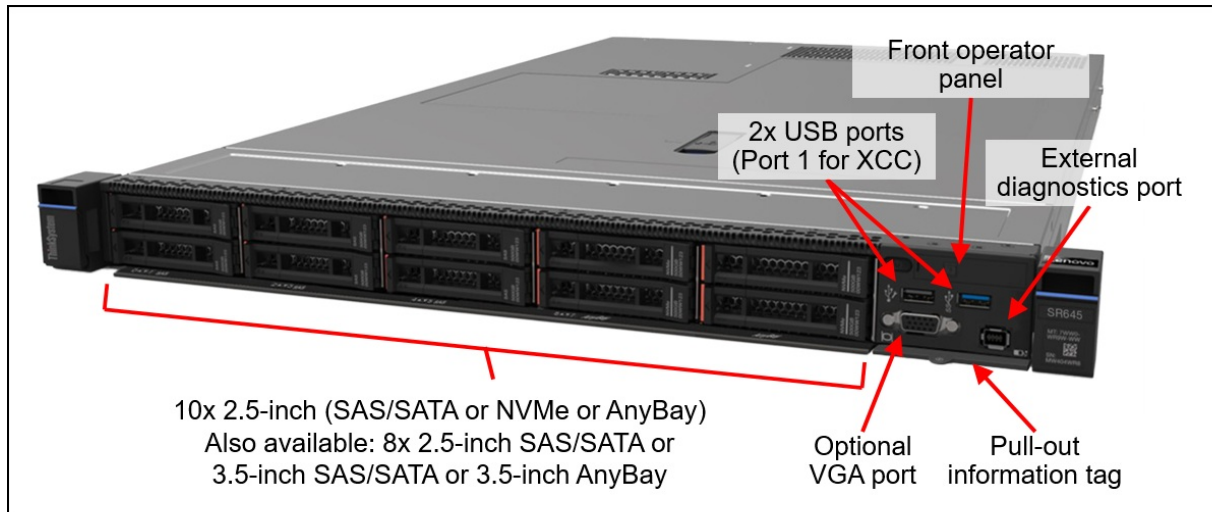 Front operator
panel
2x USB ports
(Port 1 for XCC)
External
diagnostics port
ThinkSystem
Lenovo
SR645
10x 2.5-inch (SAS/SATA or NVMe or AnyBay)
Also available: 8x 2.5-inch SAS/SATA or
3.5-inch SAS/SATA or 3.5-inch AnyBay
Optional
VGA port
Pull-out
information tag